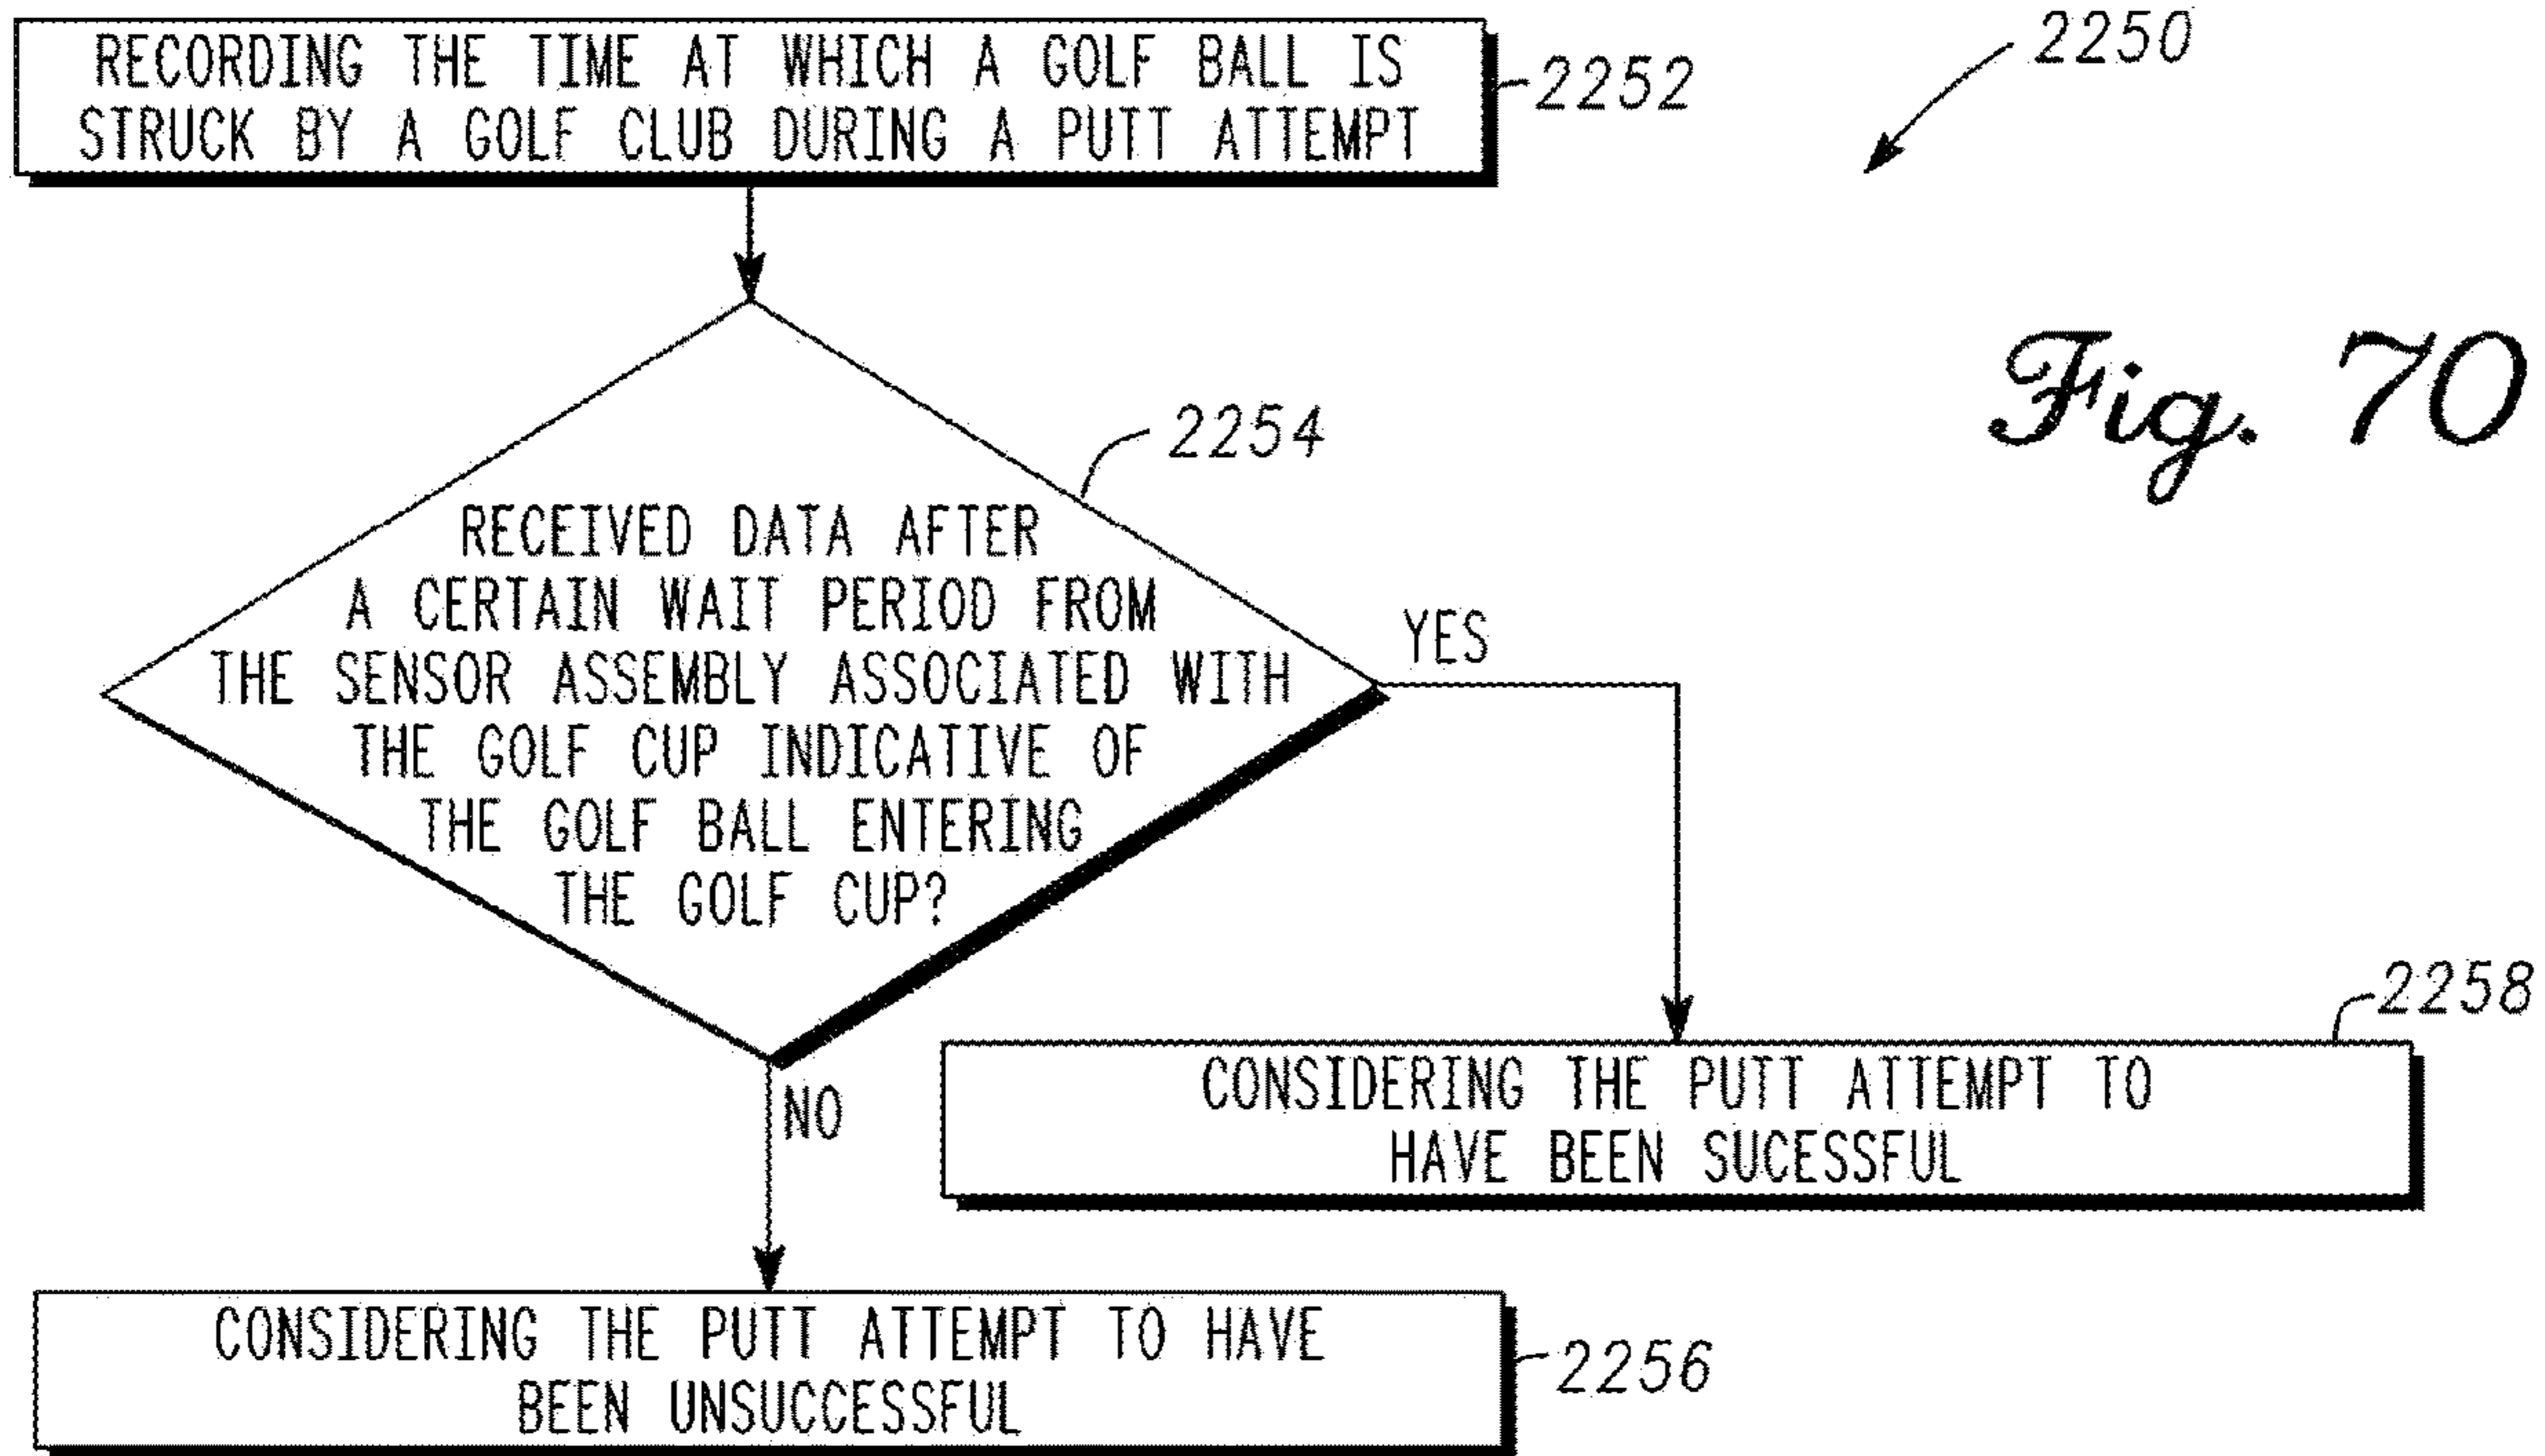 RECORDING THE TIME AT WHICH A GOLF BALL IS
STRUCK BY A GOLF CLUB DURING A PUTT ATTEMPT
2252
2250
Fig. 70
2254
RECEIVED DATA AFTER
A CERTAIN WAIT PERIOD FROM
THE SENSOR ASSEMBLY ASSOCIATED WITH
THE GOLF CUP INDICATIVE OF
THE GOLF BALL ENTERING
THE GOLF CUP?
YES
NO
2258
CONSIDERING THE PUTT ATTEMPT TO
HAVE BEEN SUCESSFUL
CONSIDERING THE PUTT ATTEMPT TO HAVE
BEEN UNSUCCESSFUL
2256